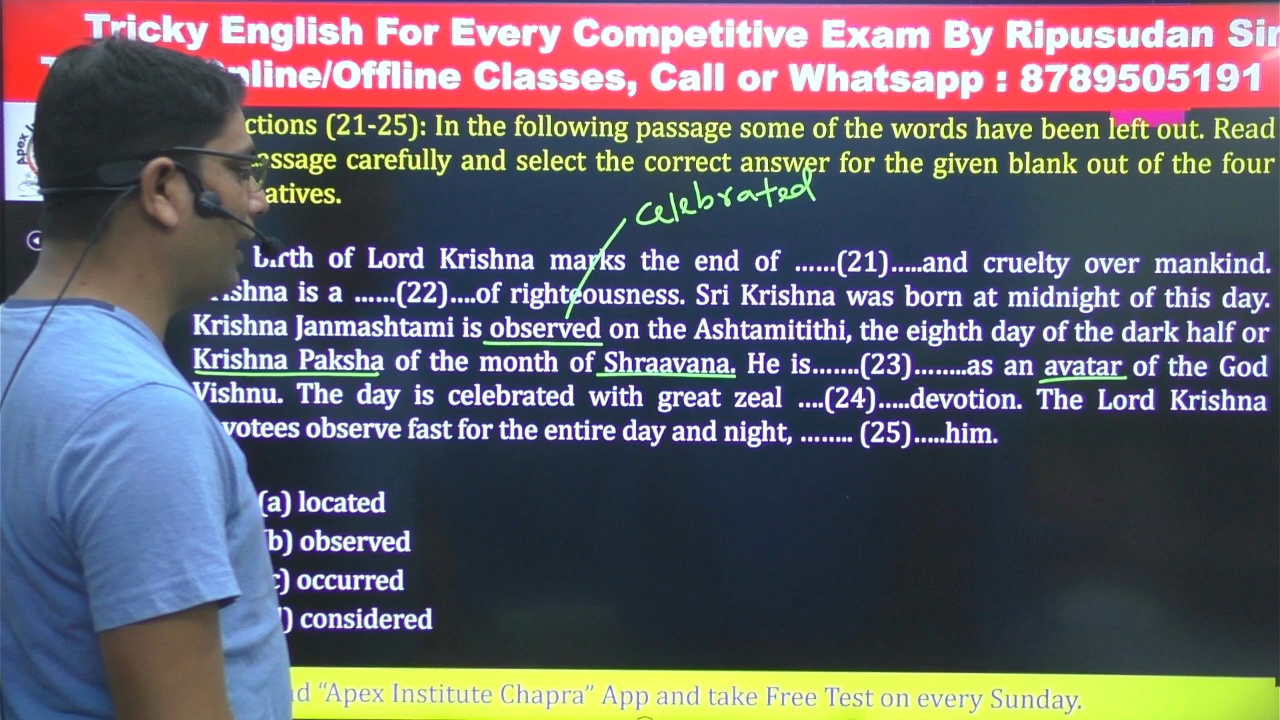 Tricky English For Every Competitive Exam By Ripusudan
Online/Offline Classes, Call or Whatsapp : 8789505191
Apex
ctions (21-25): In the following passage some of the words have been left out. Read
assage carefully and select the correct answer for the given blank out of the four
atives.
celebrated
birth of Lord Krishna marks the end of ......(21).....and cruelty over mankind.
is a ......(22)....of righteousness. Sri Krishna was born at midnight of this day.
Krishna Janmashtami is observed on the Ashtamitithi, the eighth day of the dark half or
Krishna Paksha of the month of Shraavana. He is.......(23)........as an avatar of the God
Vishnu. The day is celebrated with great zeal ....(24).....devotion. The Lord Krishna
votees observe fast for the entire day and night, ........ (25).....him.
(a) located
b) observed
c) occurred
) considered
"Apex Institute Chapra" App and take Free Test on every Sunday.